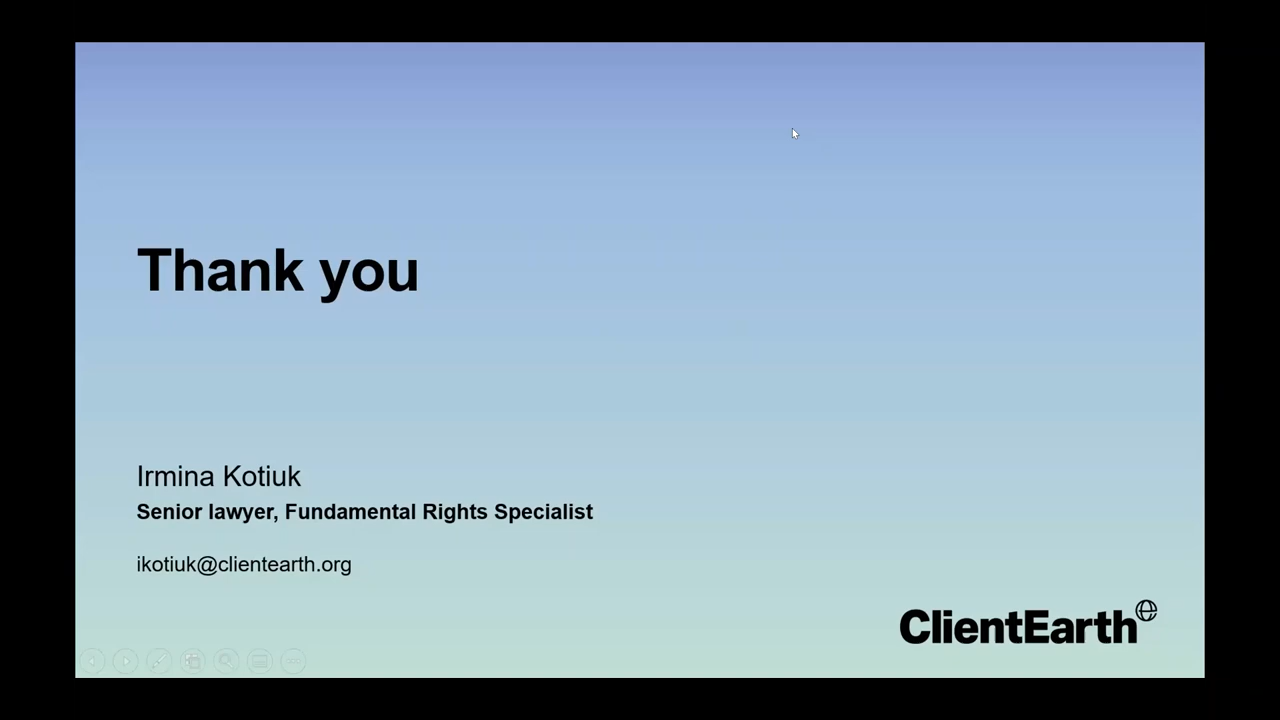 Thank you
Irmina Kotiuk
Senior lawyer, Fundamental Rights Specialist
ikotiuk@clientearth.org
ClientEarth